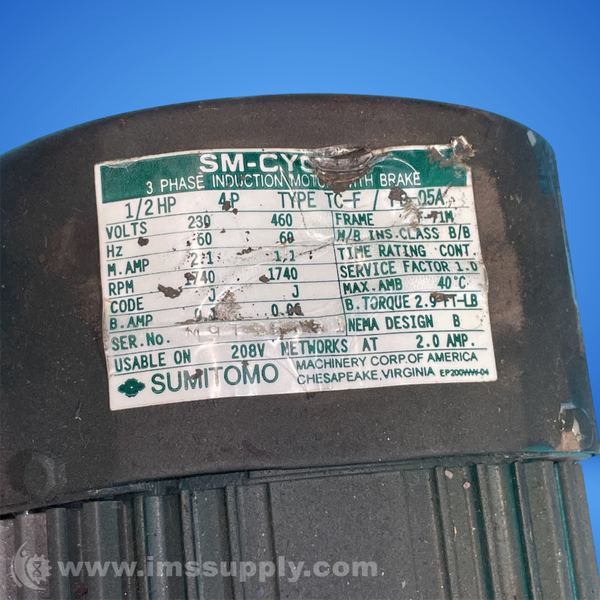 SM-CYC
3 PHASE INDUCTION MOTOR WITH BRAKE
1/2 HP 4P TYPE TC-F / 05A
VOLTS 230 460 FRAME 71M
Hz 60 60 M/B INS.CLASS B/B
M.AMP 1.1 TIME RATING CONT.
RPM 1740 1740 SERVICE FACTOR 1.0
CODE J MAX.AMB 40°C
B.AMP 0.06 B.TORQUE 2.9 FT-LB
SER.No. NEMA DESIGN B
USABLE ON 208V NETWORKS AT 2.0 AMP.
SUMITOMO MACHINERY CORP.OF AMERICA
CHESAPEAKE,VIRGINIA
www.imssupply.com